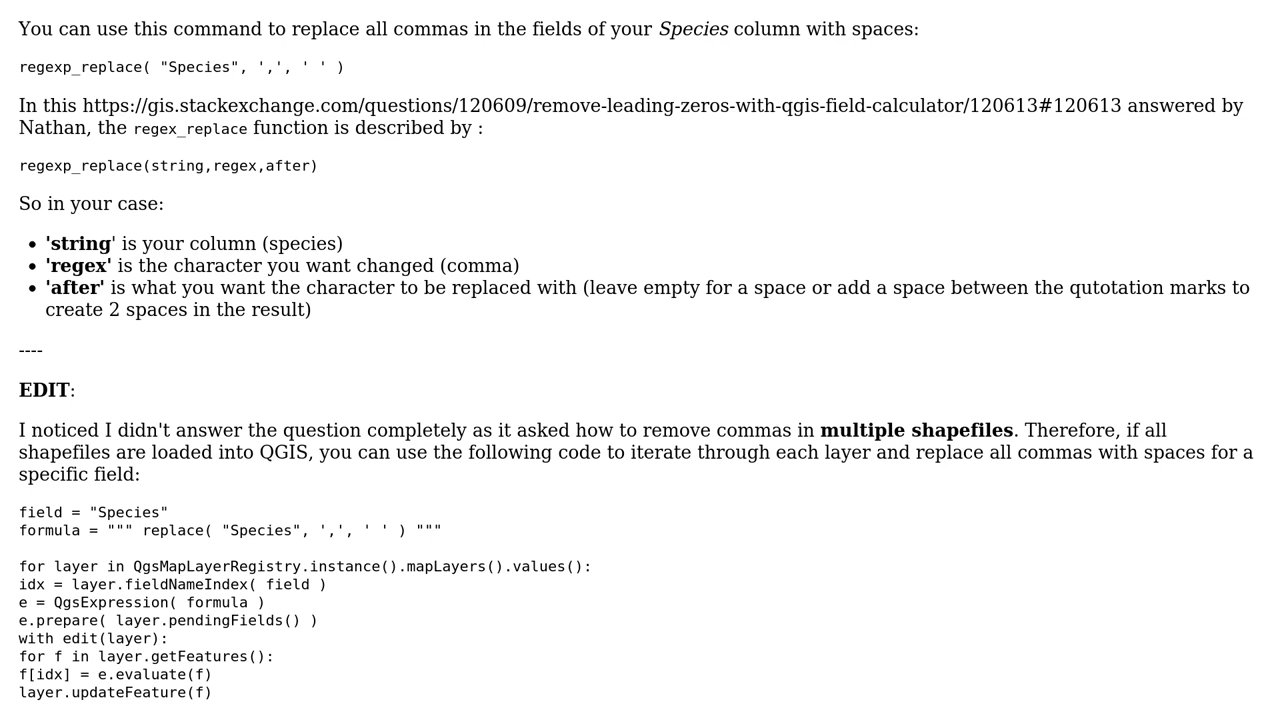 You can use this command to replace all commas in the fields of your Species column with spaces:
regexp_replace( "Species", ',', ' ' )
In this https://gis.stackexchange.com/questions/120609/remove-leading-zeros-with-qgis-field-calculator/120613#120613 answered by
Nathan, the regex_replace function is described by :
regexp_replace(string,regex,after)
So in your case:
• 'string' is your column (species)
• 'regex' is the character you want changed (comma)
• 'after' is what you want the character to be replaced with (leave empty for a space or add a space between the qutotation marks to
create 2 spaces in the result)
----
EDIT:
I noticed I didn't answer the question completely as it asked how to remove commas in multiple shapefiles. Therefore, if all
shapefiles are loaded into QGIS, you can use the following code to iterate through each layer and replace all commas with spaces for a
specific field:
field = "Species"
formula = """ replace( "Species", ',', ' ' ) """
for layer in QgsMapLayerRegistry.instance().mapLayers().values():
idx = layer.fieldNameIndex( field )
e = QgsExpression( formula )
e.prepare( layer.pendingFields() )
with edit(layer):
for f in layer.getFeatures():
f[idx] = e.evaluate(f)
layer.updateFeature(f)